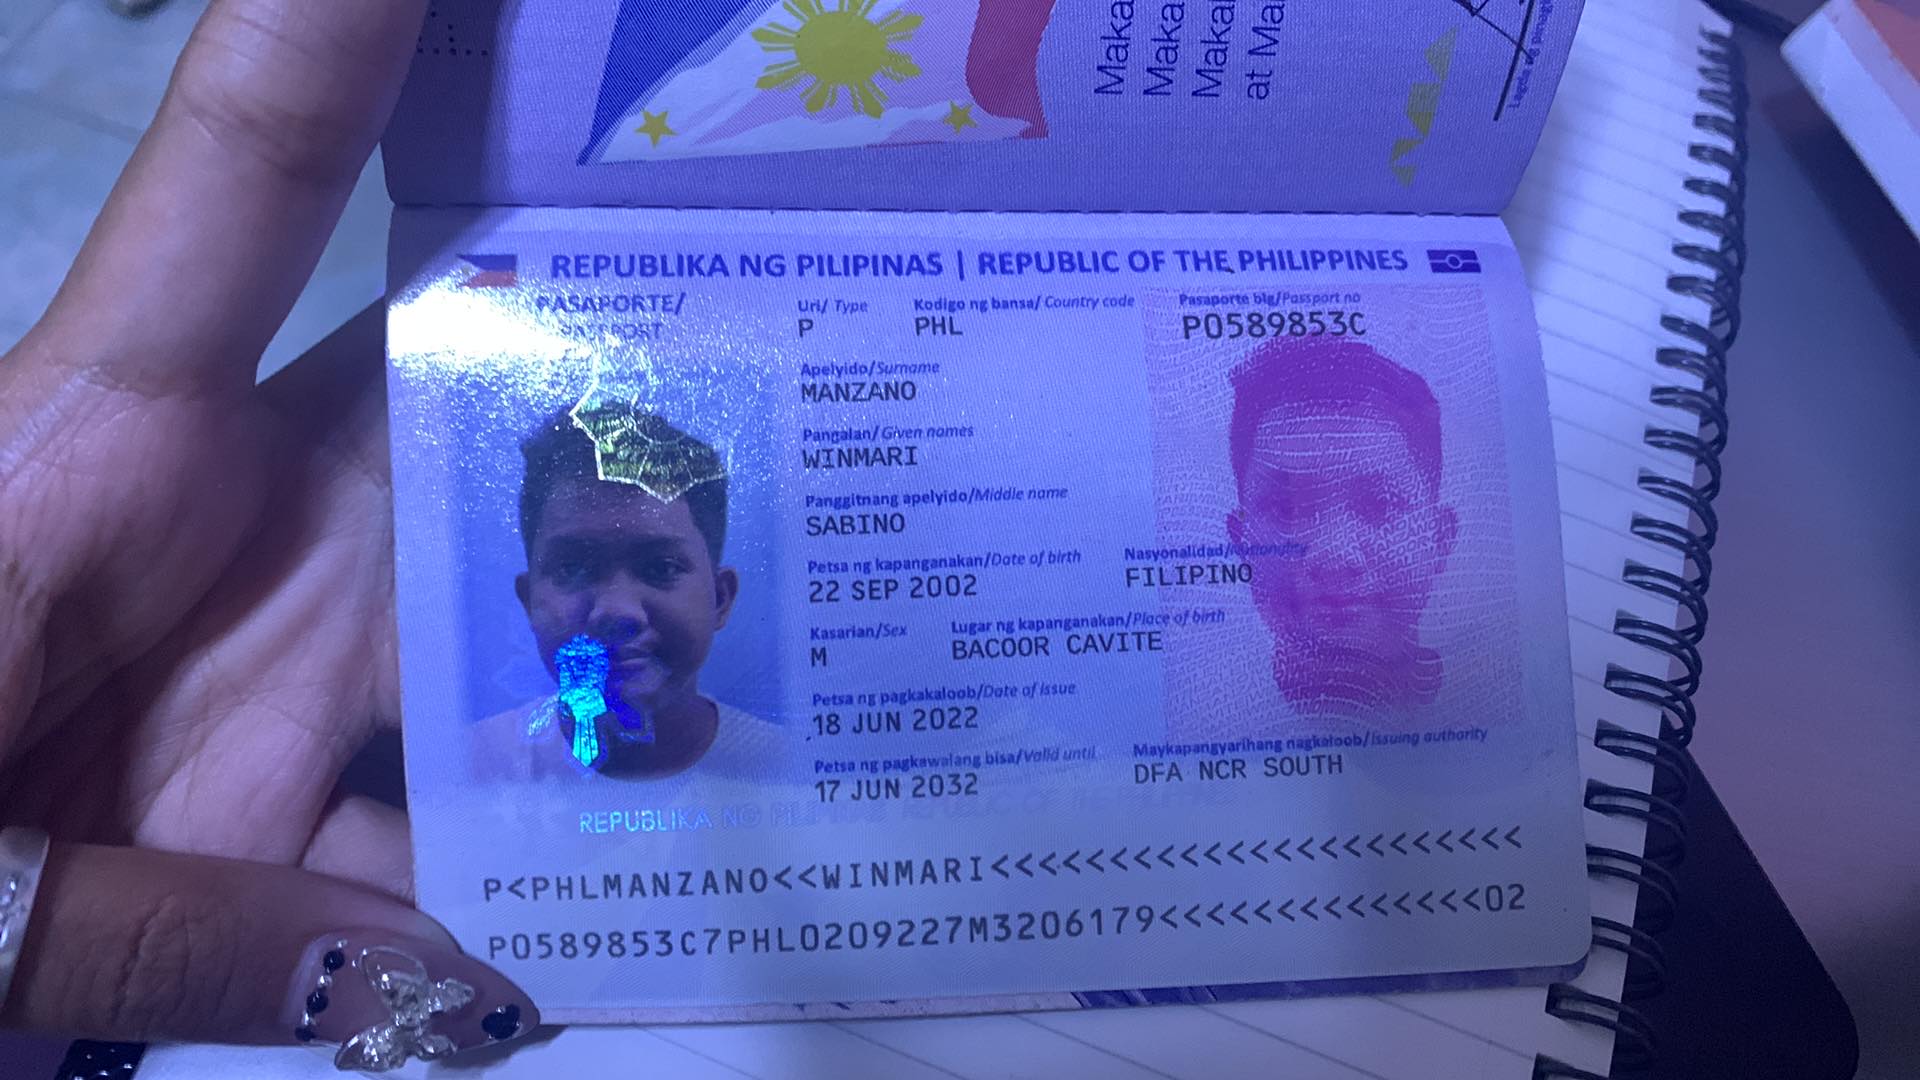 Maka
Maka
Makal
at Ma
Lagda ng
REPUBLIKA NG PILIPINAS | REPUBLIC OF THE PHILIPPINES
PASAPORTE/
PASSPORT
Uri/ Type
P
Kodigo ng bansa/ Country code
PHL
Pasaporte blg/Passport no
P0589853C
Apelyido/Surname
MANZANO
Pangalan/ Given names
WINMARI
Panggitnang apelyido/Middle name
SABINO
Petsa ng kapanganakan/Date of birth
22 SEP 2002
Nasyonalidad/Nationality
FILIPINO
Kasarian/Sex
M
Lugar ng kapanganakan/Place of birth
BACOOR CAVITE
Petsa ng pagkakaloob/Date of issue
18 JUN 2022
Petsa ng pagkawalang bisa/Valid until
17 JUN 2032
Maykapangyarihang nagkaloob/Issuing authority
DFA NCR SOUTH
REPUBLIKA NG PILIPINAS REPUBLIC OF
P<PHLMANZANO<<WINMARI<<<<<<<<<<<<<<<<<<<<<<<
P0589853C7PHL0209227M3206179<<<<<<<<<<<<<<02